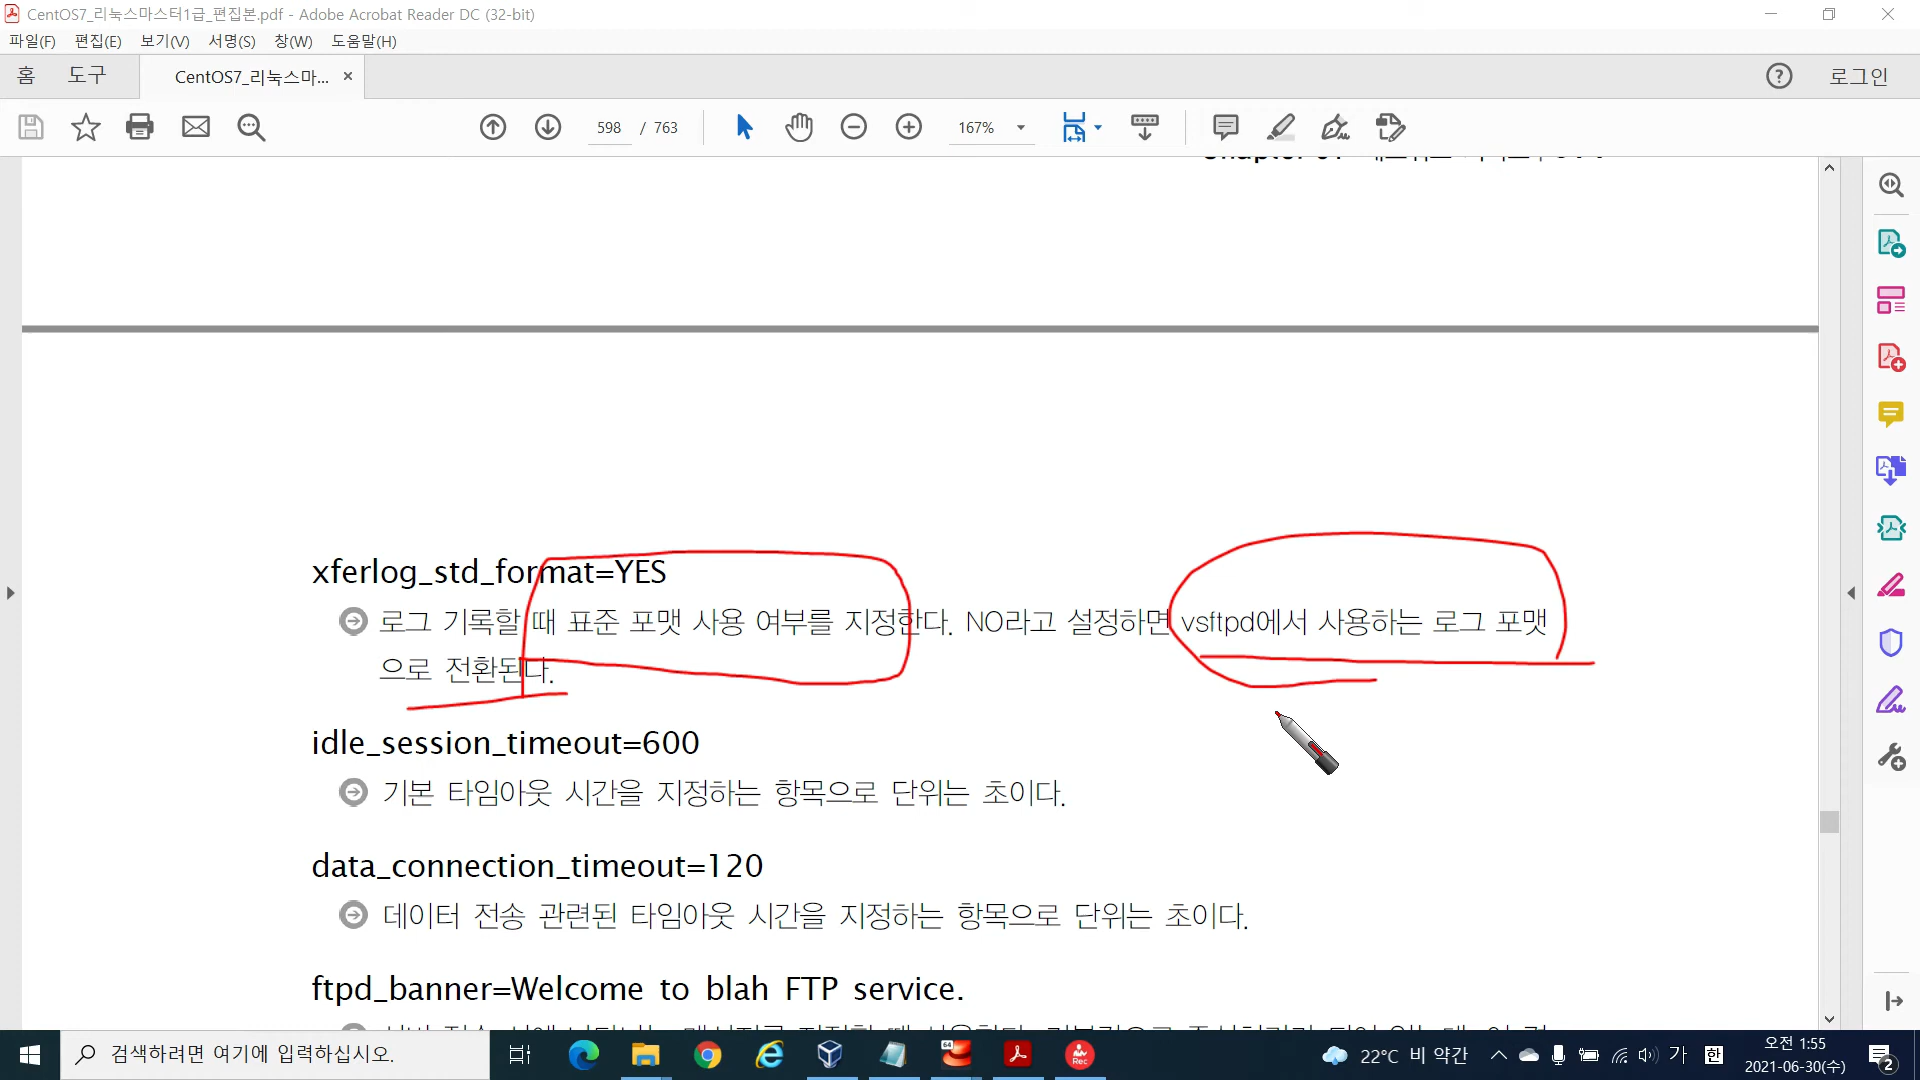 CentOS7_리눅스마스터1급_편집본.pdf - Adobe Acrobat Reader DC (32-bit)
파일(F) 편집(E) 보기(V) 서명(S) 창(W) 도움말(H)
홈 도구 CentOS7_리눅스마... × ? 로그인
598 / 763 167%
xferlog_std_format=YES
로그 기록할 때 표준 포맷 사용 여부를 지정한다. NO라고 설정하면 vsftpd에서 사용하는 로그 포맷
으로 전환된다.
idle_session_timeout=600
기본 타임아웃 시간을 지정하는 항목으로 단위는 초이다.
data_connection_timeout=120
데이터 전송 관련된 타임아웃 시간을 지정하는 항목으로 단위는 초이다.
ftpd_banner=Welcome to blah FTP service.
검색하려면 여기에 입력하십시오.
64
Rec
22°C 비 약간
가 한
오전 1:55
2021-06-30(수)
2